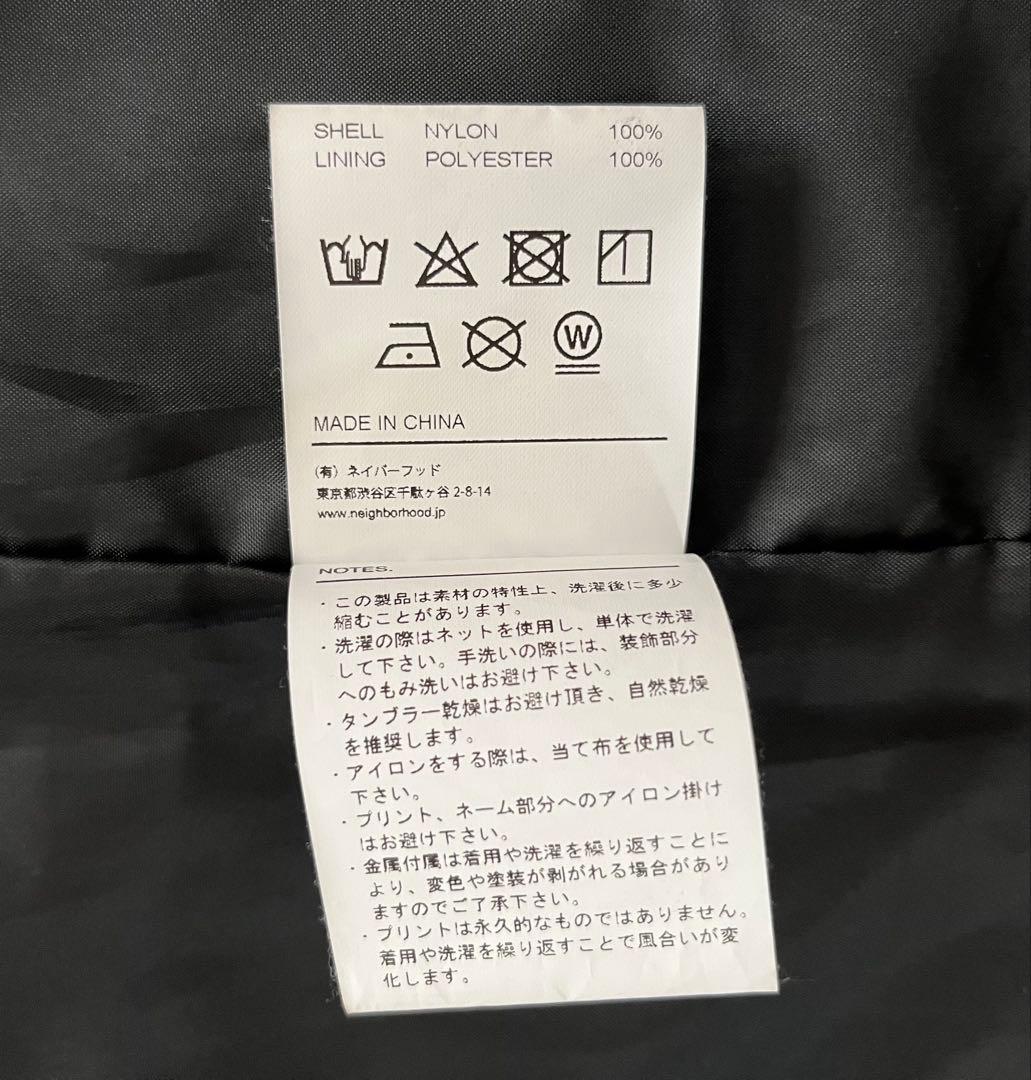 SHELL NYLON 100%
LINING POLYESTER 100%
W
MADE IN CHINA
（有）ネイバーフッド
東京都渋谷区千駄ヶ谷 2-8-14
www.neighborhood.jp
NOTES.
・この製品は素材の特性上、洗濯後に多少
縮むことがあります。
・洗濯の際はネットを使用し、単体で洗濯
して下さい。手洗いの際には、装飾部分
へのもみ洗いはお避け下さい。
・タンブラー乾燥はお避け頂き、自然乾燥
を推奨します。
・アイロンをする際は、当て布を使用して
下さい。
・プリント、ネーム部分へのアイロン掛け
はお避け下さい。
・金属付属は着用や洗濯を繰り返すことに
より、変色や塗装が剥がれる場合があり
ますのでご了承下さい。
・プリントは永久的なものではありません。
着用や洗濯を繰り返すことで風合いが変
化します。